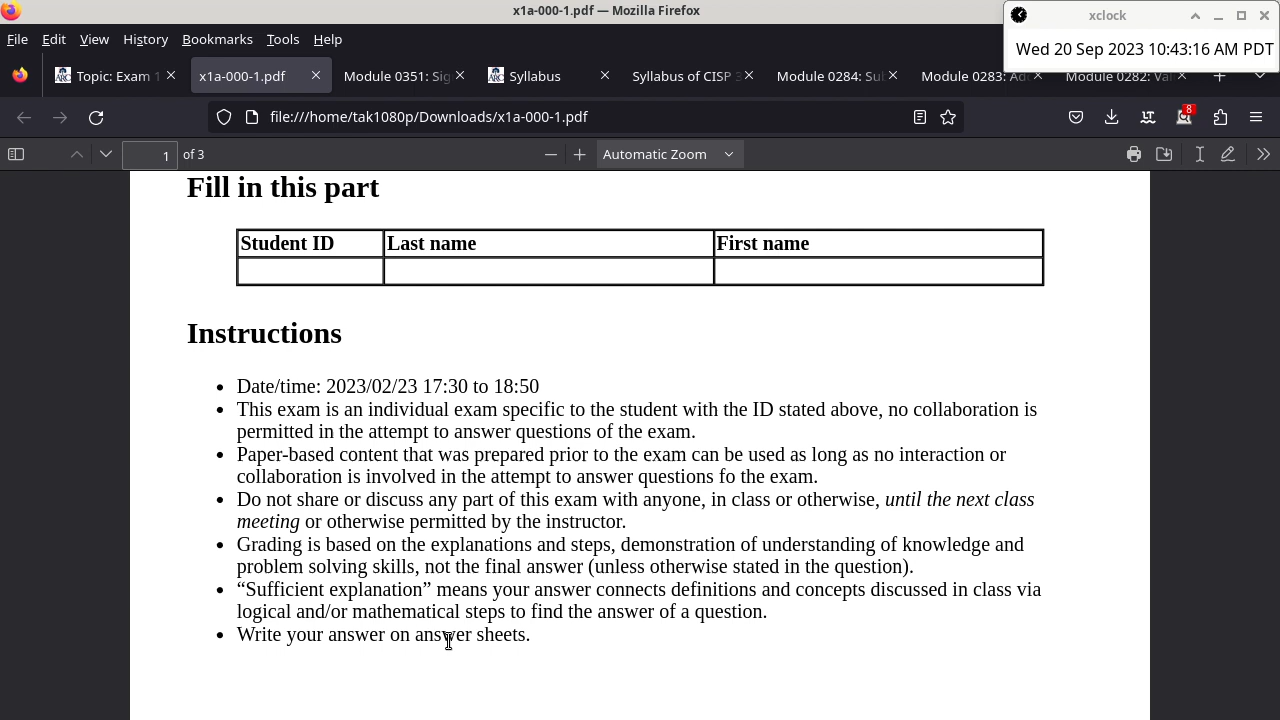 x1a-000-1.pdf — Mozilla Firefox
xclock
File Edit View History Bookmarks Tools Help
Wed 20 Sep 2023 10:43:16 AM PDT
Topic: Exam 1
x1a-000-1.pdf
Module 0351: Sig
Syllabus
Syllabus of CISP 3
Module 0284: Sul
Module 0283: Ad
Module 0282: Val
file:///home/tak1080p/Downloads/x1a-000-1.pdf
8
1 of 3
Automatic Zoom
Fill in this part
Student ID Last name First name
Instructions
• Date/time: 2023/02/23 17:30 to 18:50
• This exam is an individual exam specific to the student with the ID stated above, no collaboration is
permitted in the attempt to answer questions of the exam.
• Paper-based content that was prepared prior to the exam can be used as long as no interaction or
collaboration is involved in the attempt to answer questions fo the exam.
• Do not share or discuss any part of this exam with anyone, in class or otherwise, until the next class
meeting or otherwise permitted by the instructor.
• Grading is based on the explanations and steps, demonstration of understanding of knowledge and
problem solving skills, not the final answer (unless otherwise stated in the question).
• “Sufficient explanation” means your answer connects definitions and concepts discussed in class via
logical and/or mathematical steps to find the answer of a question.
• Write your answer on answer sheets.